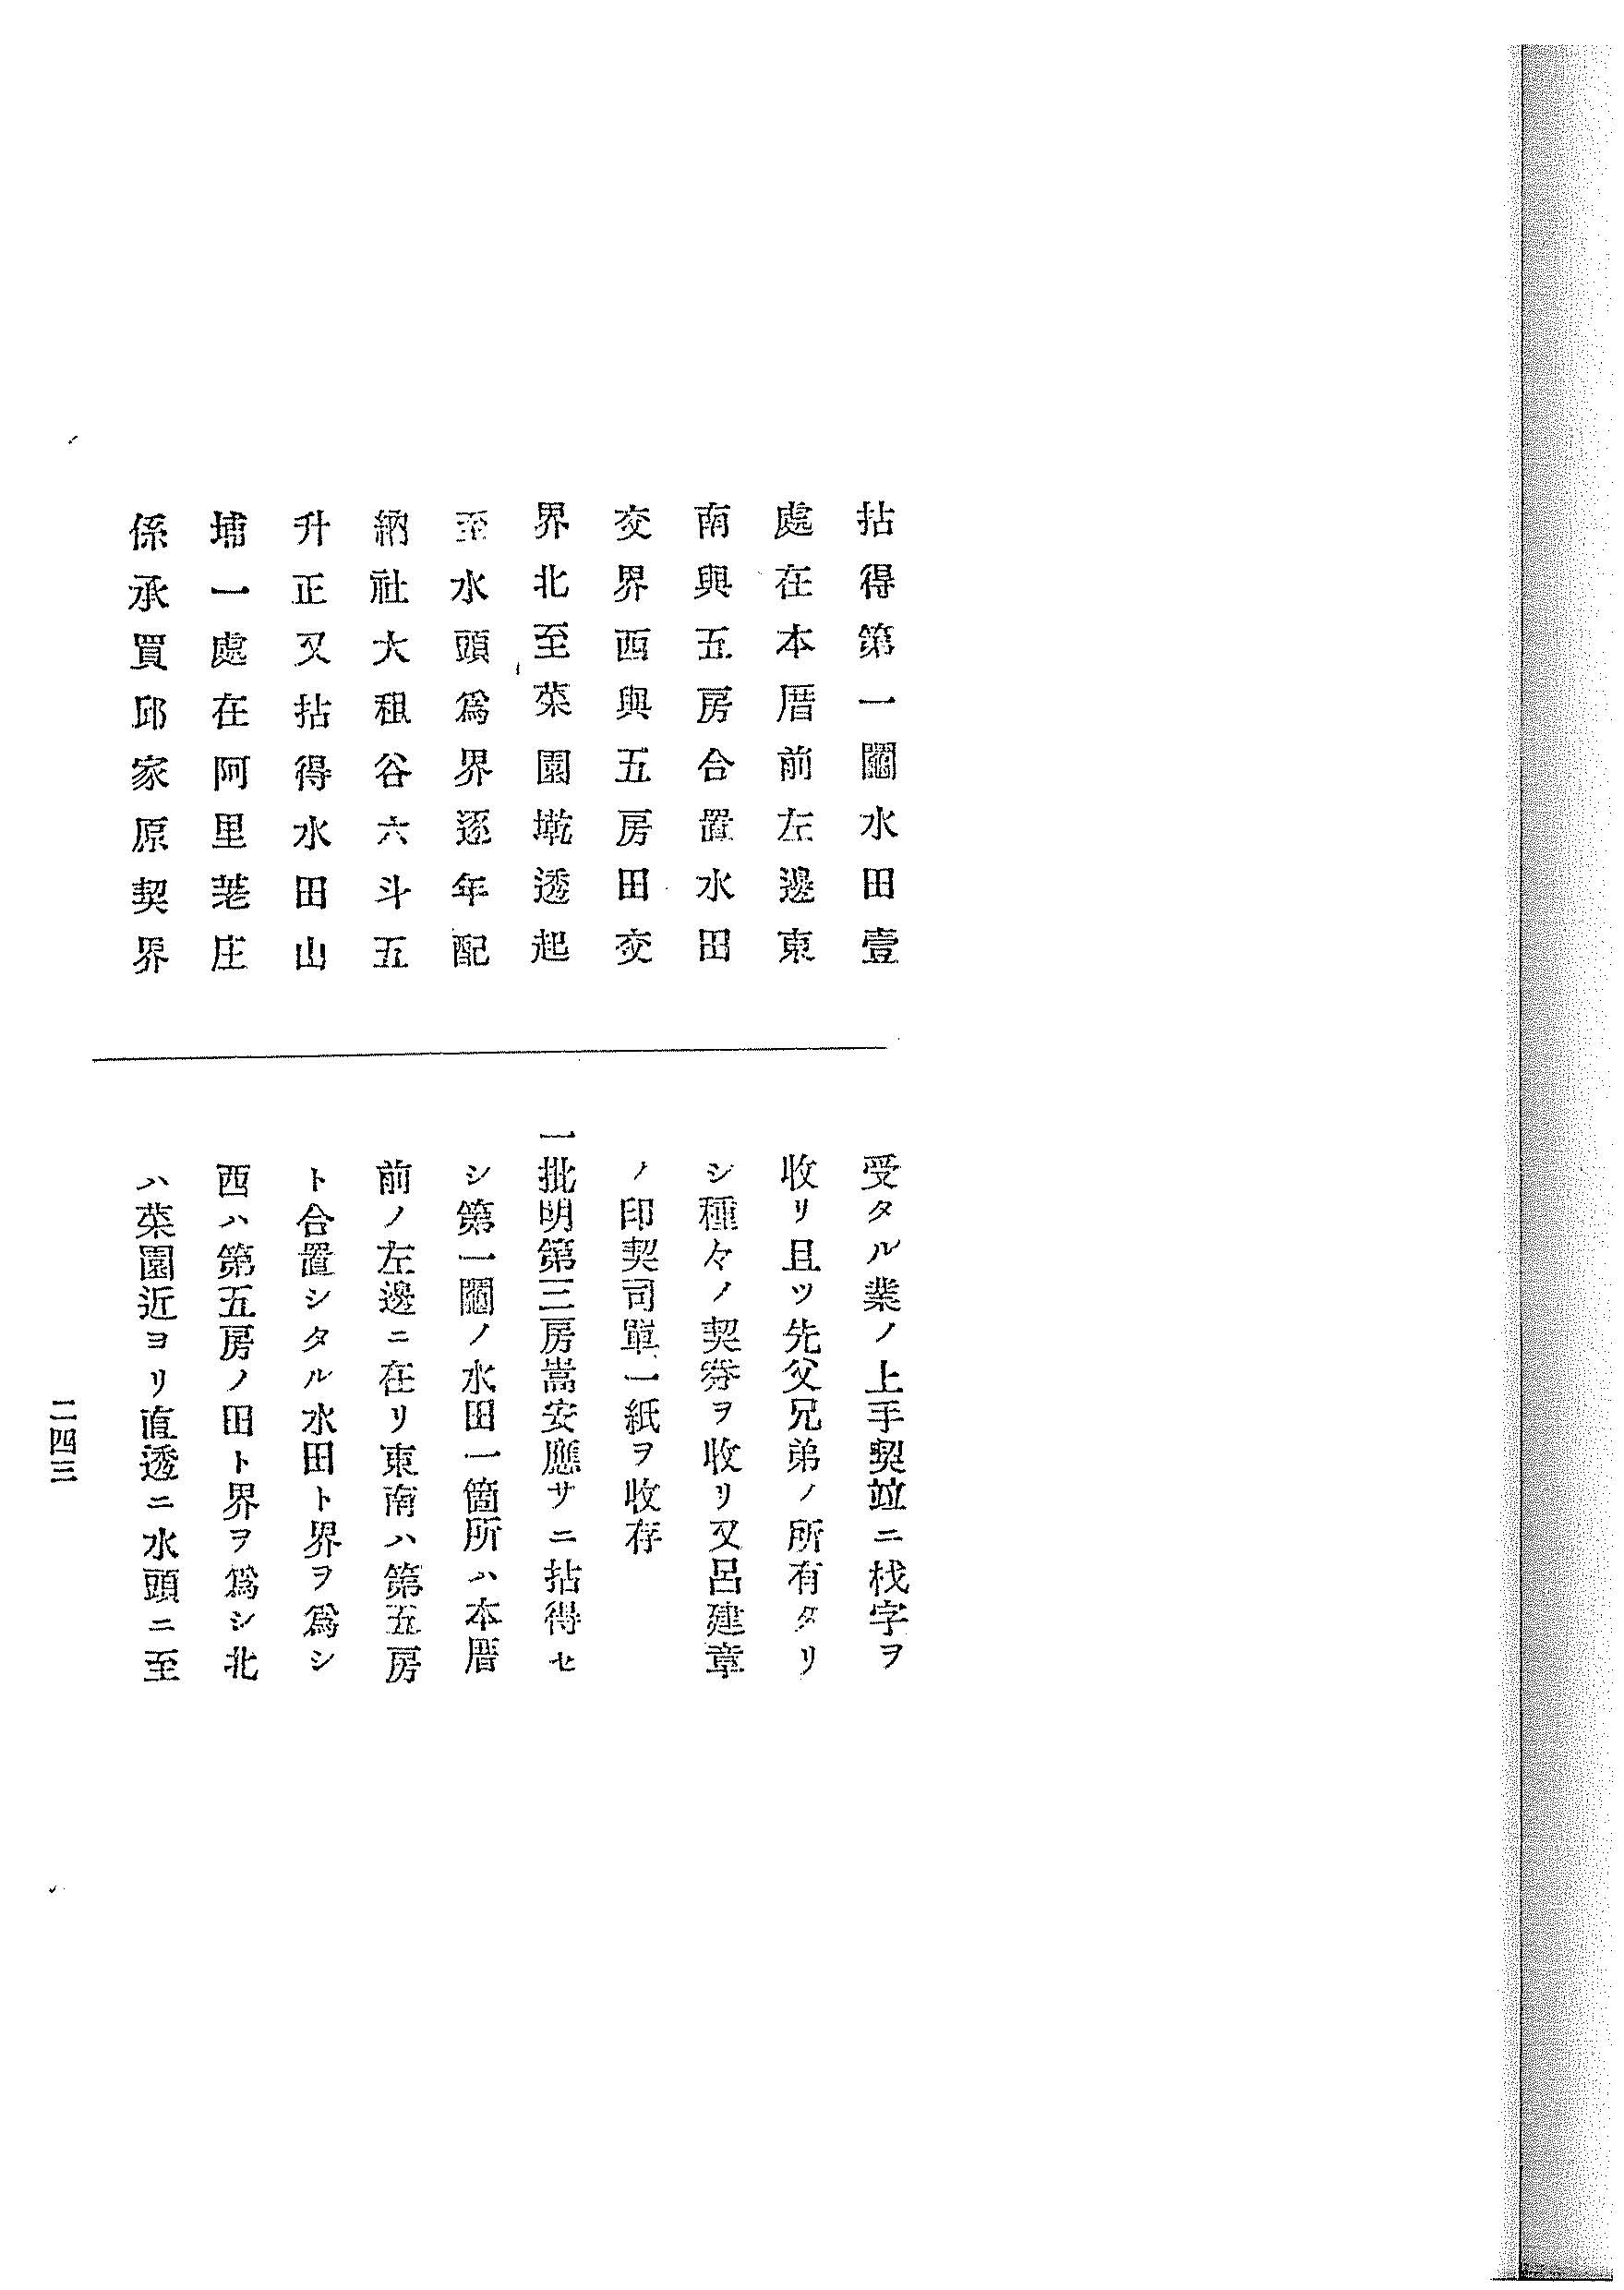 拈得第一鬮水田壹
處在本厝前左邊東
南與五房合置水田
交界西與五房田交
界北至菜園墘透起
至水頭爲界逐年配
納社大租谷六斗五
升正又拈得水田山
埔一處在阿里荖庄
係承買邱家原契界
受タル業ノ上手契竝ニ找字ヲ
收リ且ツ先父兄弟ノ所有タリ
シ種々ノ契劵ヲ收リ又呂建章
ノ印契司單一紙ヲ收存
一批明第三房嵩安應サニ拈得セ
シ第一鬮ノ水田一箇所ハ本厝
前ノ左邊ニ在リ東南ハ第五房
ト合置シタル水田ト界ヲ爲シ
西ハ第五房ノ田ト界ヲ爲シ北
ハ菜園近ヨリ直透ニ水頭ニ至
二四三